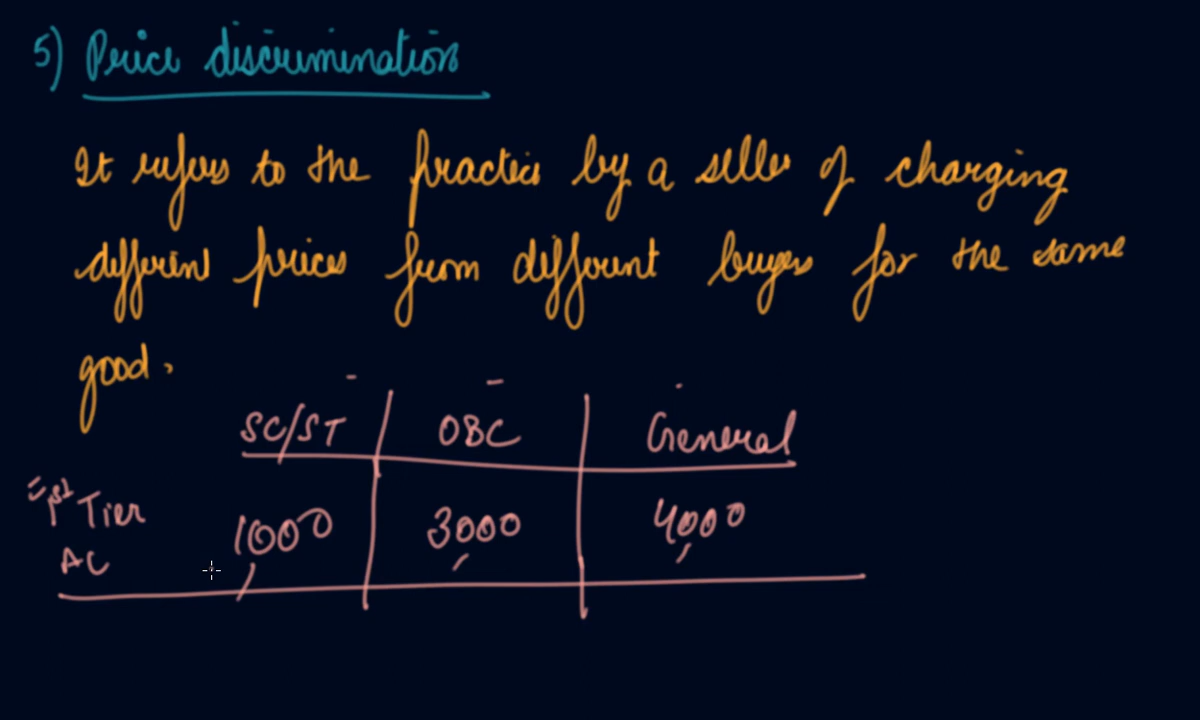 5) Price discrimination
It refers to the practice by a seller of charging
different prices from different buyers for the same
good.
SC/ST OBC General
1st Tier 1000 3000 4000
AC